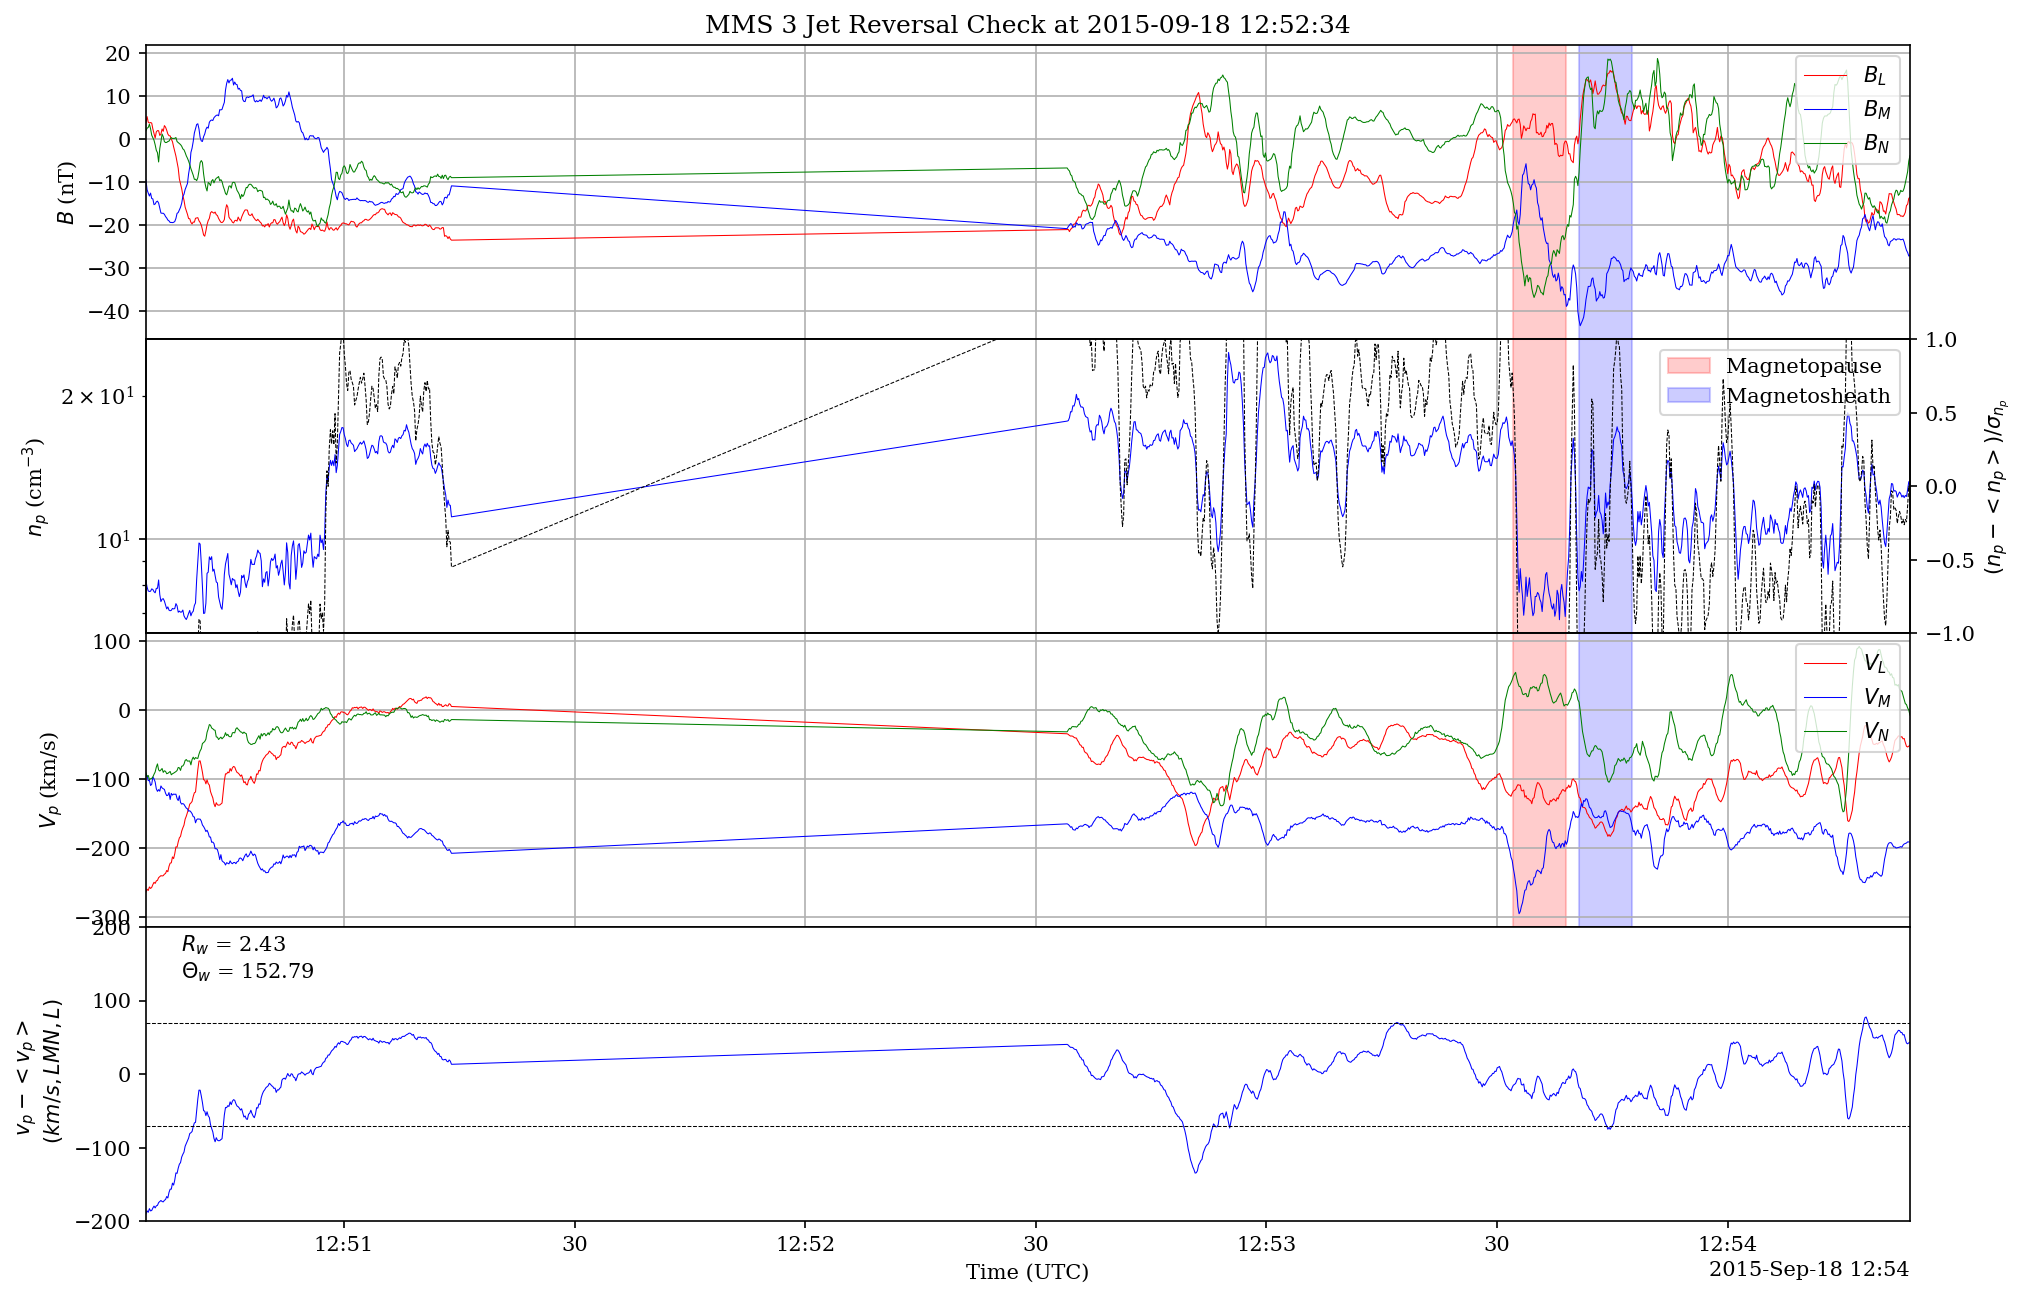 MMS 3 Jet Reversal Check at 2015-09-18 12:52:34
20
10
0
−10
−20
−30
−40
B (nT)
B_L
B_M
B_N
2 × 10^1
10^1
n_p (cm^−3)
1.0
0.5
0.0
−0.5
−1.0
(n_p − < n_p >)/σ_{n_p}
Magnetopause
Magnetosheath
100
0
−100
−200
−300
V_p (km/s)
V_L
V_M
V_N
200
100
0
−100
−200
v_p − < v_p >
(km/s, LMN, L)
R_w = 2.43
Θ_w = 152.79
12:51
30
12:52
30
12:53
30
12:54
Time (UTC)
2015-Sep-18 12:54